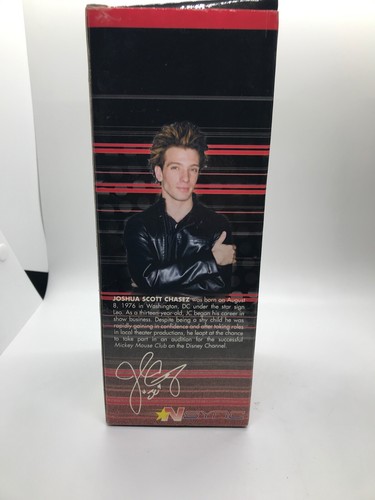 JOSHUA SCOTT CHASEZ was born on August
8, 1976 in Washington, DC under the star sign
Leo. As a thirteen-year-old, JC began his career in
show business. Despite being a shy child he was
rapidly gaining in confidence and after taking roles
in local theater productions, he leapt at the chance
to take part in an audition for the successful
Mickey Mouse Club on the Disney Channel.
NSYNC